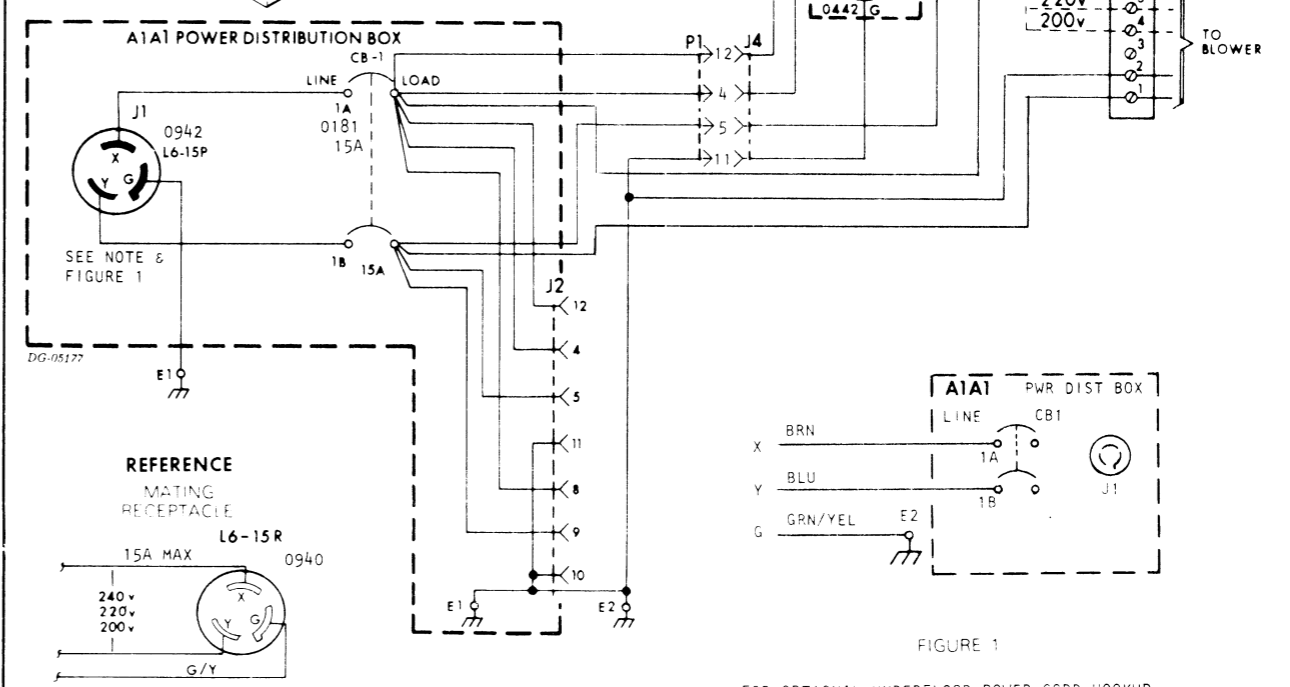 0442 G
220v
200v
4
3
2
1
TO
BLOWER
A1A1 POWER DISTRIBUTION BOX
CB-1
LINE
LOAD
P1
12
J4
4
5
11
J1
0942
L6-15P
X
Y
G
1A
0181
15A
SEE NOTE &
FIGURE 1
1B
15A
J2
12
4
5
11
8
9
10
DG-05177
E1
E1
E2
REFERENCE
MATING
RECEPTACLE
L6-15R
0940
15A MAX
240v
220v
200v
X
Y
G
G/Y
A1A1 PWR DIST BOX
LINE
CB1
X
BRN
1A
Y
BLU
1B
J1
G
GRN/YEL
E2
FIGURE 1